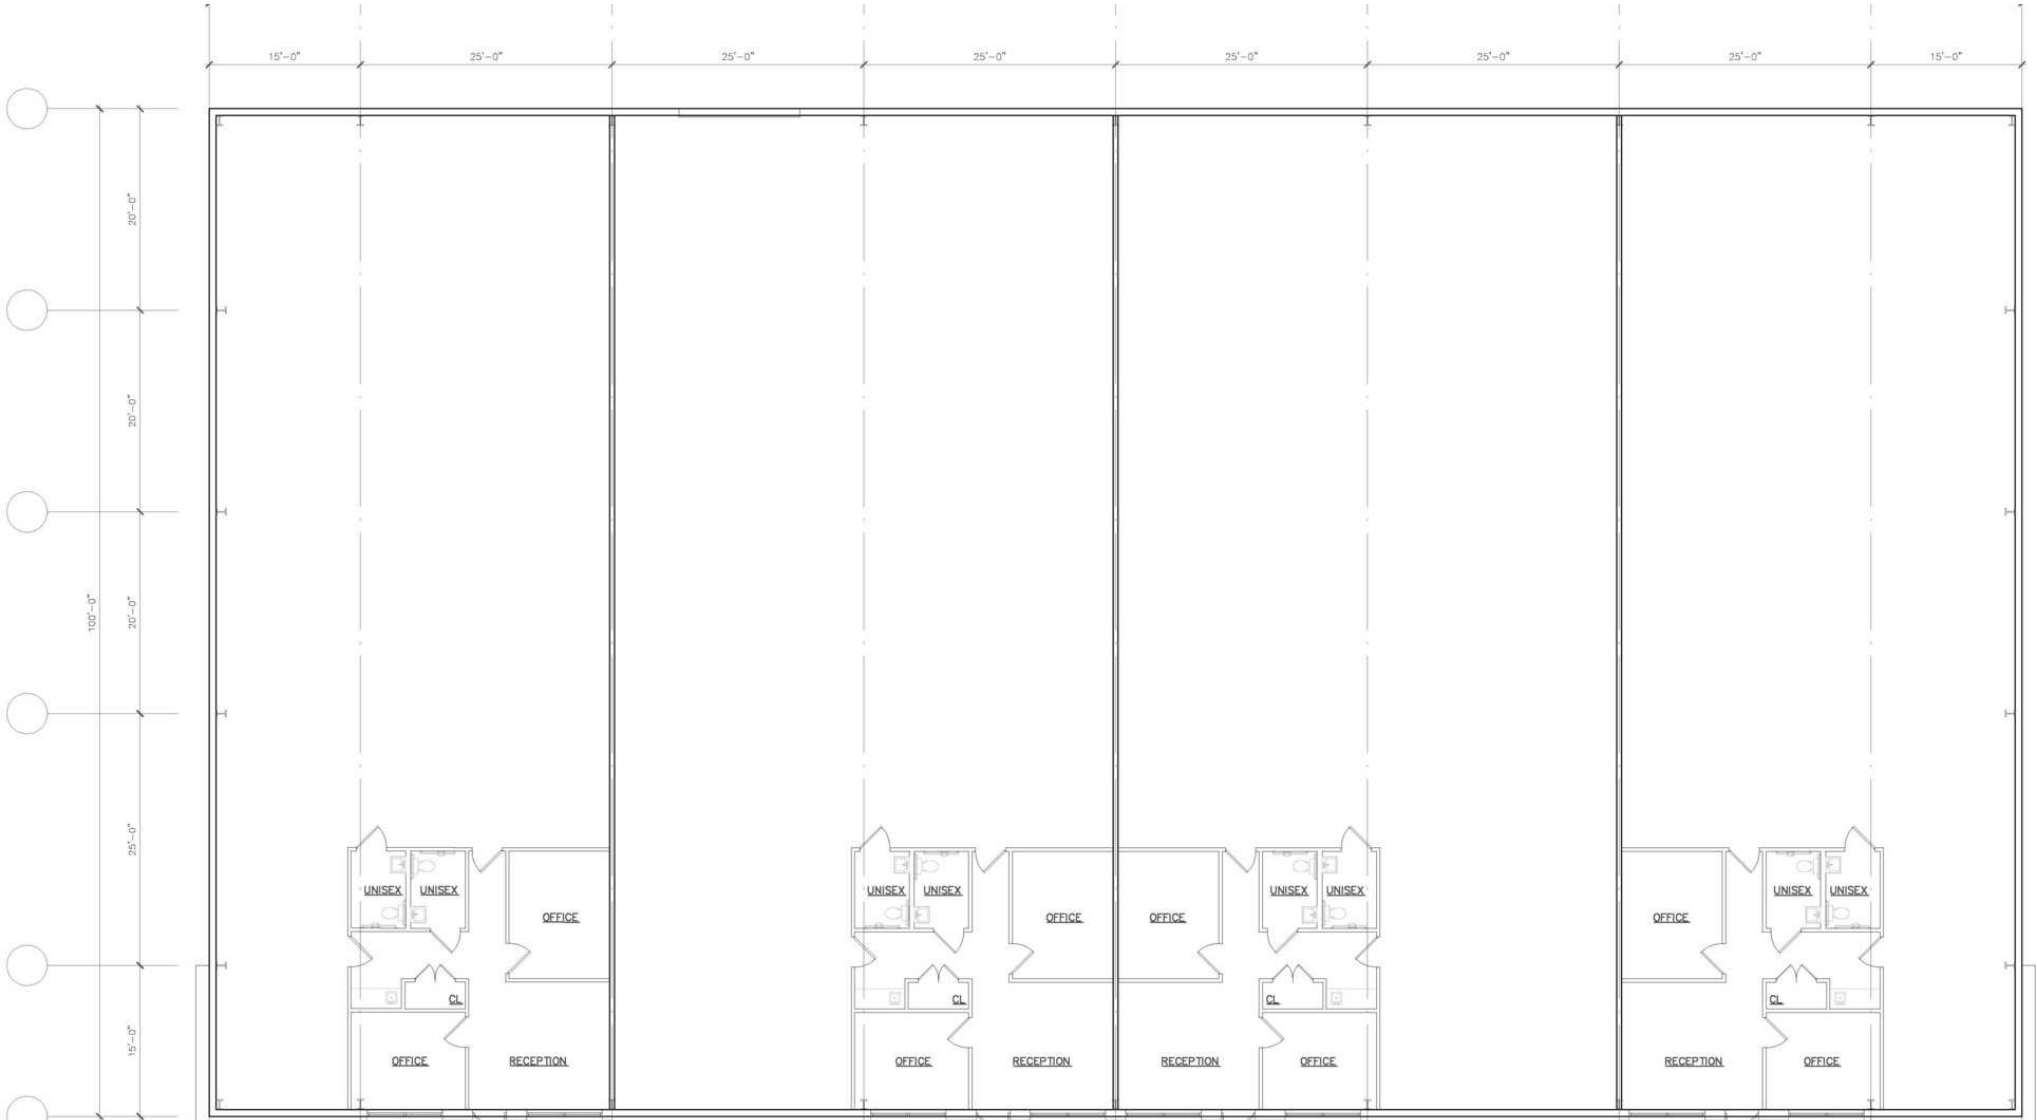 15'-0"
25'-0"
25'-0"
25'-0"
25'-0"
25'-0"
25'-0"
15'-0"
20'-0"
20'-0"
20'-0"
100'-0"
25'-0"
15'-0"
UNISEX
UNISEX
OFFICE
CL
OFFICE
RECEPTION
UNISEX
UNISEX
OFFICE
CL
OFFICE
RECEPTION
OFFICE
UNISEX
UNISEX
CL
RECEPTION
OFFICE
OFFICE
UNISEX
UNISEX
CL
RECEPTION
OFFICE